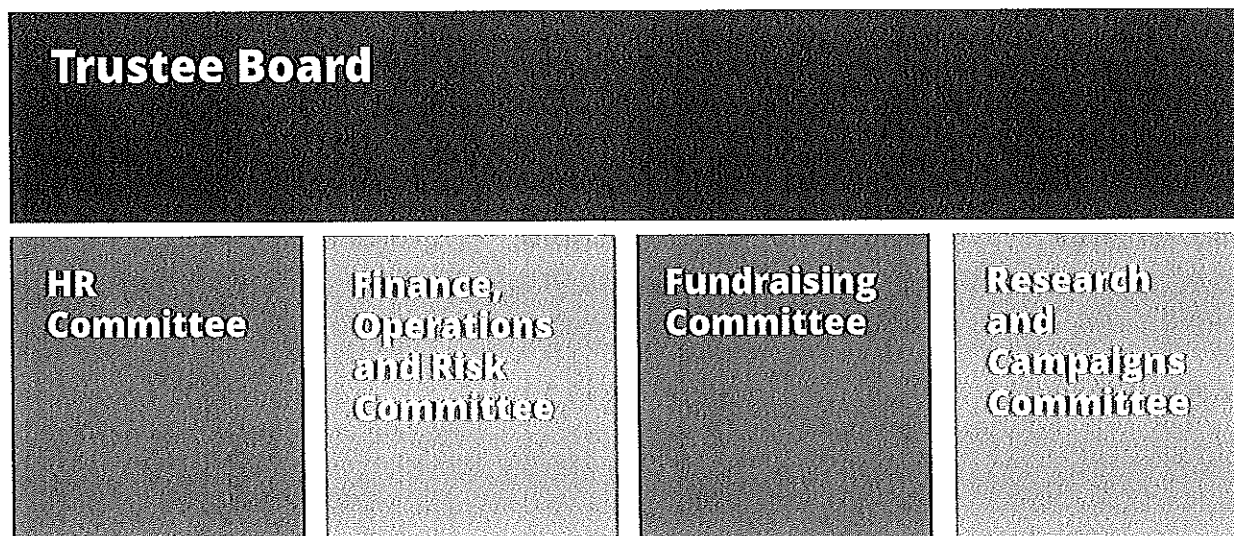 Trustee Board
HR
Committee
Finance,
Operations
and Risk
Committee
Fundraising
Committee
Research
and
Campaigns
Committee